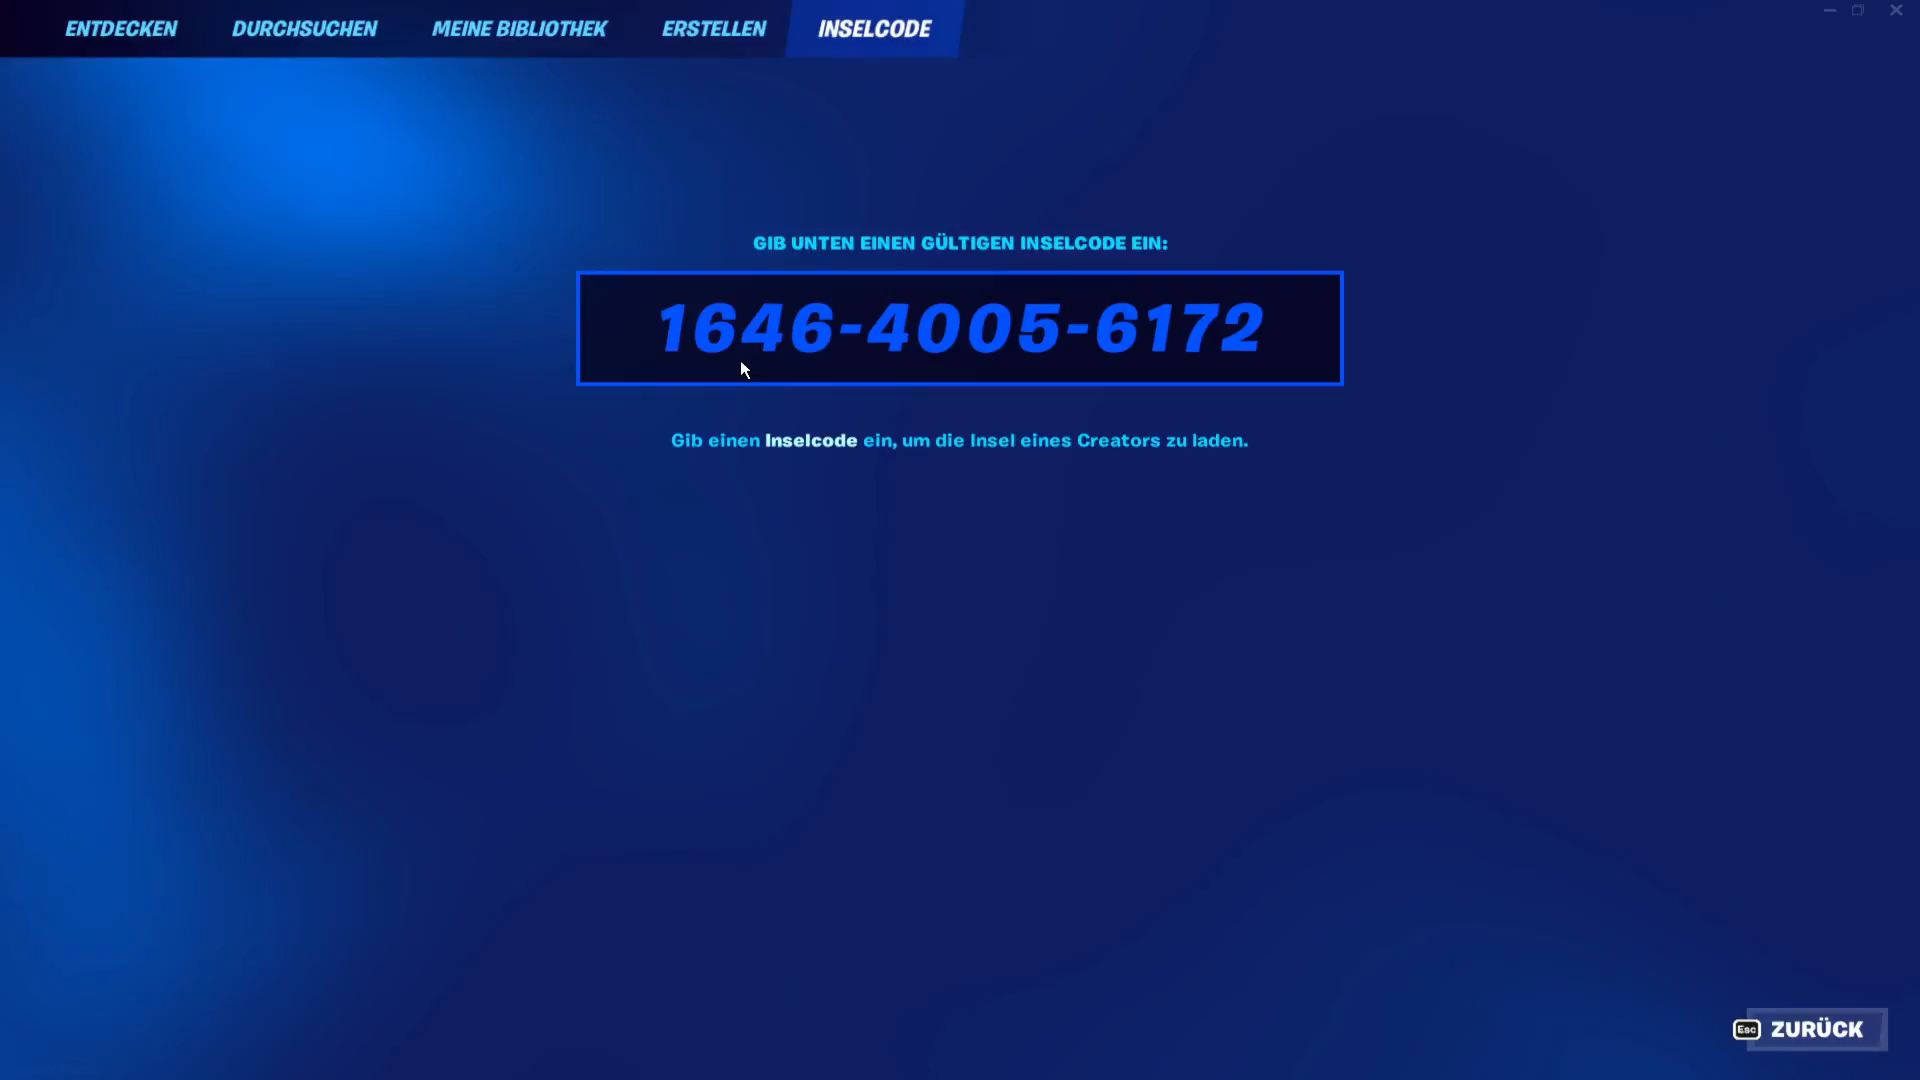 ENTDECKEN DURCHSUCHEN MEINE BIBLIOTHEK ERSTELLEN INSELCODE
GIB UNTEN EINEN GÜLTIGEN INSELCODE EIN:
1646-4005-6172
Gib einen Inselcode ein, um die Insel eines Creators zu laden.
Esc ZURÜCK